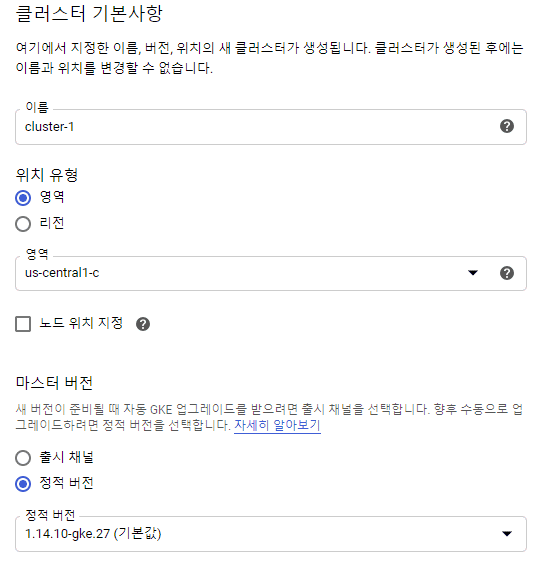 클러스터 기본사항
여기에서 지정한 이름, 버전, 위치의 새 클러스터가 생성됩니다. 클러스터가 생성된 후에는
이름과 위치를 변경할 수 없습니다.
이름
cluster-1
위치 유형
영역
리전
영역
us-central1-c
노드 위치 지정
마스터 버전
새 버전이 준비될 때 자동 GKE 업그레이드를 받으려면 출시 채널을 선택합니다. 향후 수동으로 업
그레이드하려면 정적 버전을 선택합니다. 자세히 알아보기
출시 채널
정적 버전
정적 버전
1.14.10-gke.27 (기본값)